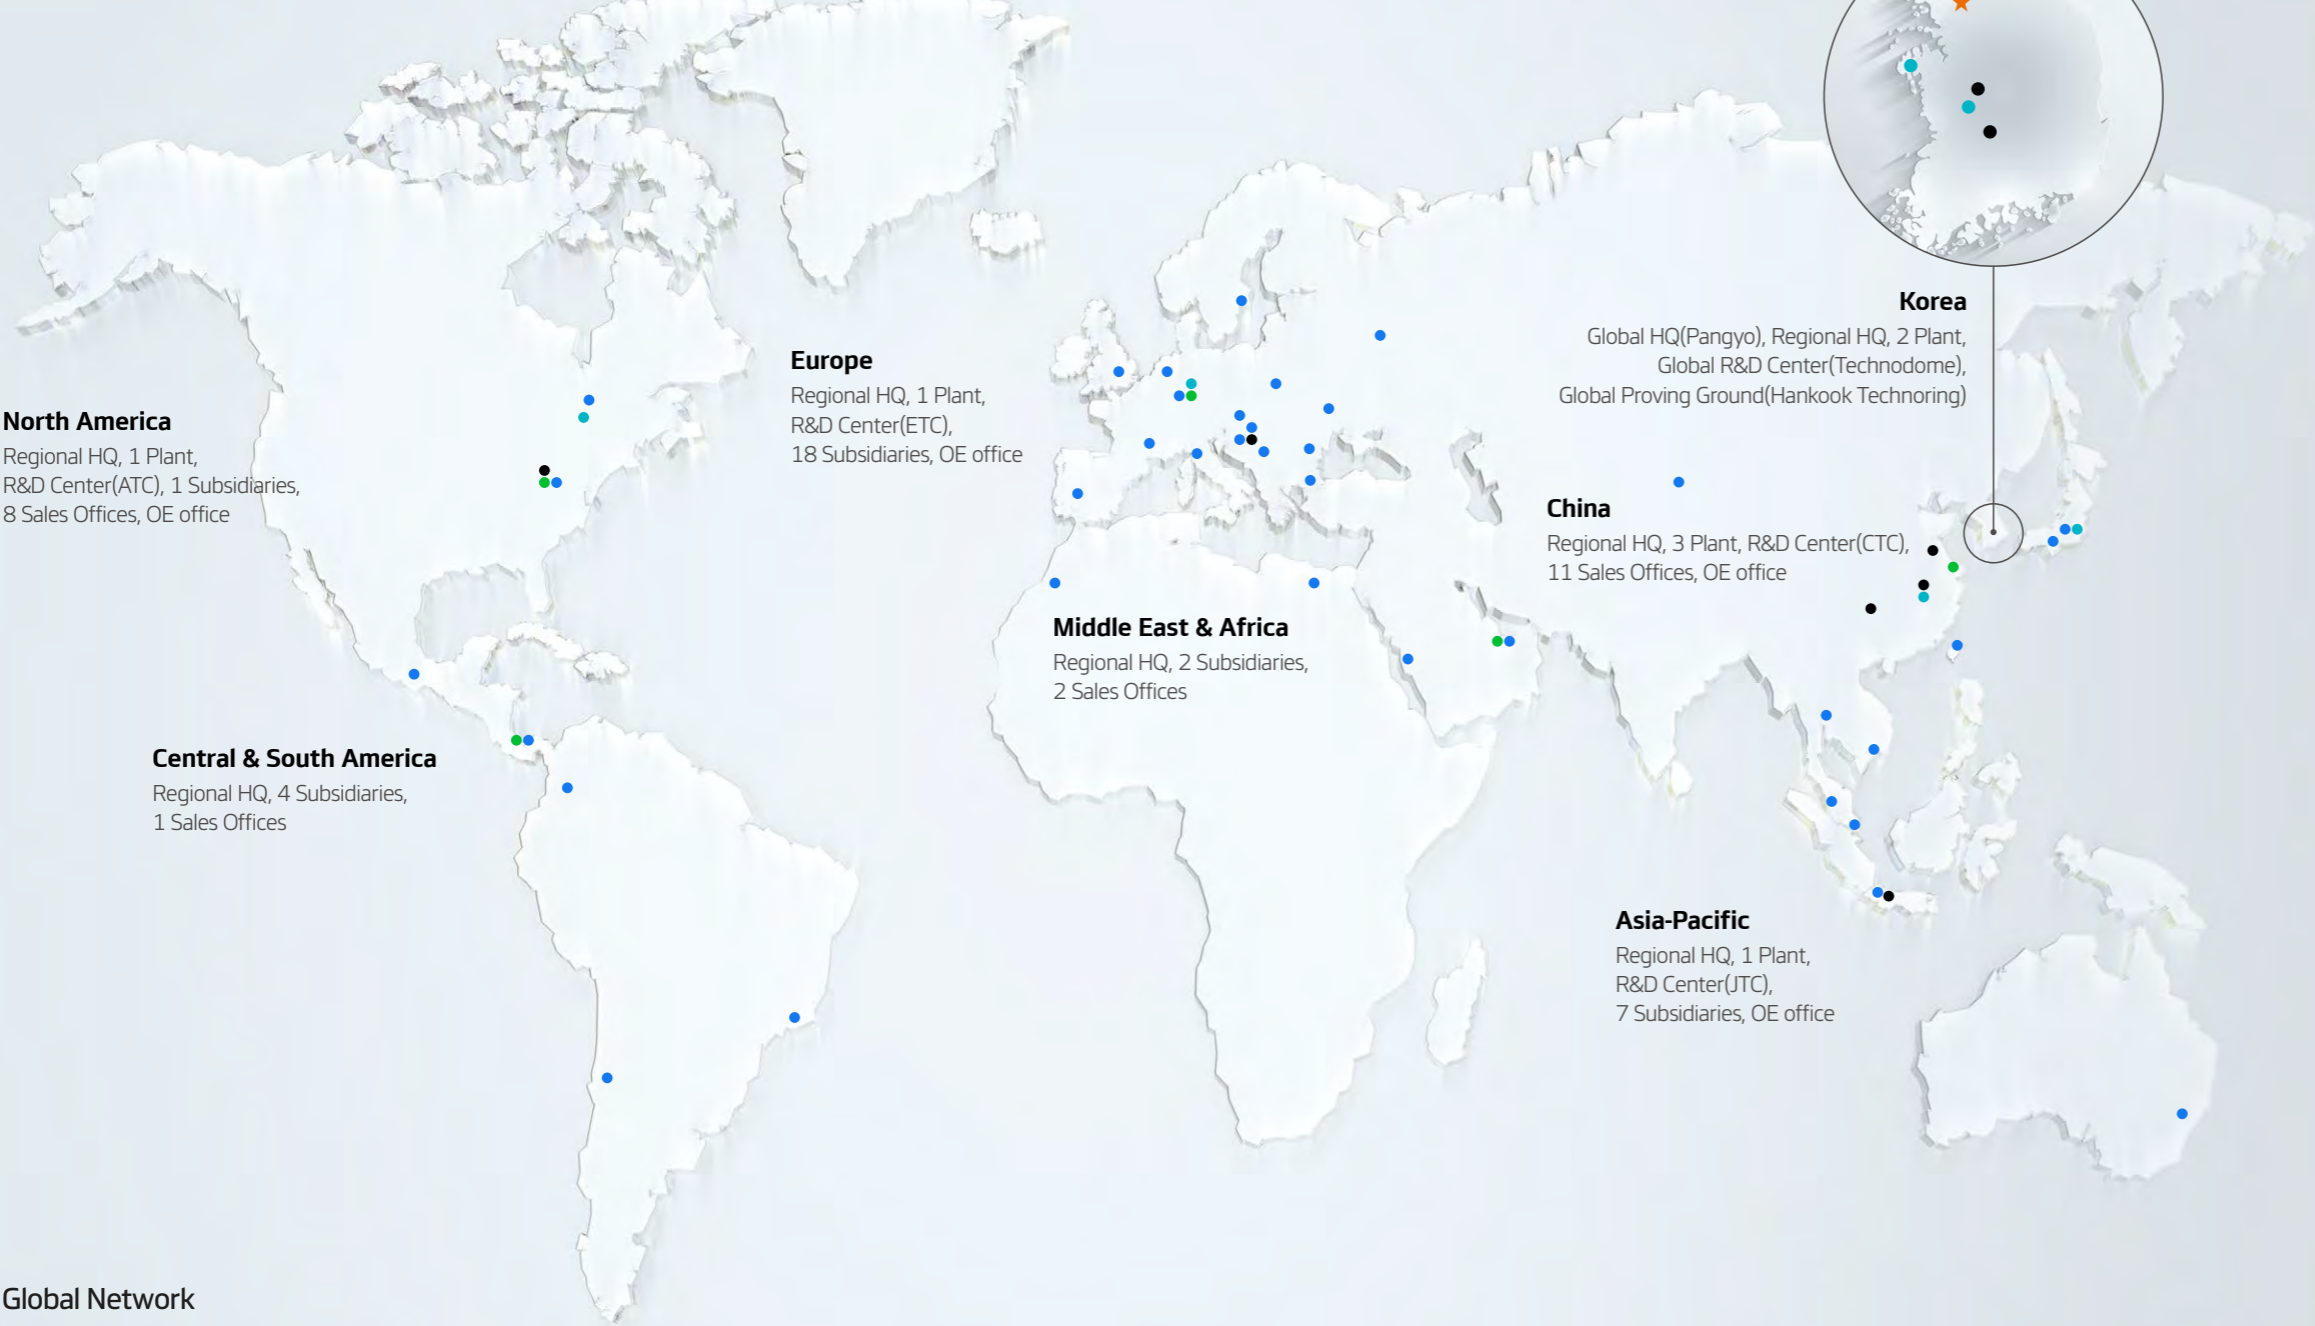 Korea
Global HQ(Pangyo), Regional HQ, 2 Plant,
Global R&D Center(Technodome),
Global Proving Ground(Hankook Technoring)
Europe
Regional HQ, 1 Plant,
R&D Center(ETC),
18 Subsidiaries, OE office
North America
Regional HQ, 1 Plant,
R&D Center(ATC), 1 Subsidiaries,
8 Sales Offices, OE office
China
Regional HQ, 3 Plant, R&D Center(CTC),
11 Sales Offices, OE office
Middle East & Africa
Regional HQ, 2 Subsidiaries,
2 Sales Offices
Central & South America
Regional HQ, 4 Subsidiaries,
1 Sales Offices
Asia-Pacific
Regional HQ, 1 Plant,
R&D Center(JTC),
7 Subsidiaries, OE office
Global Network